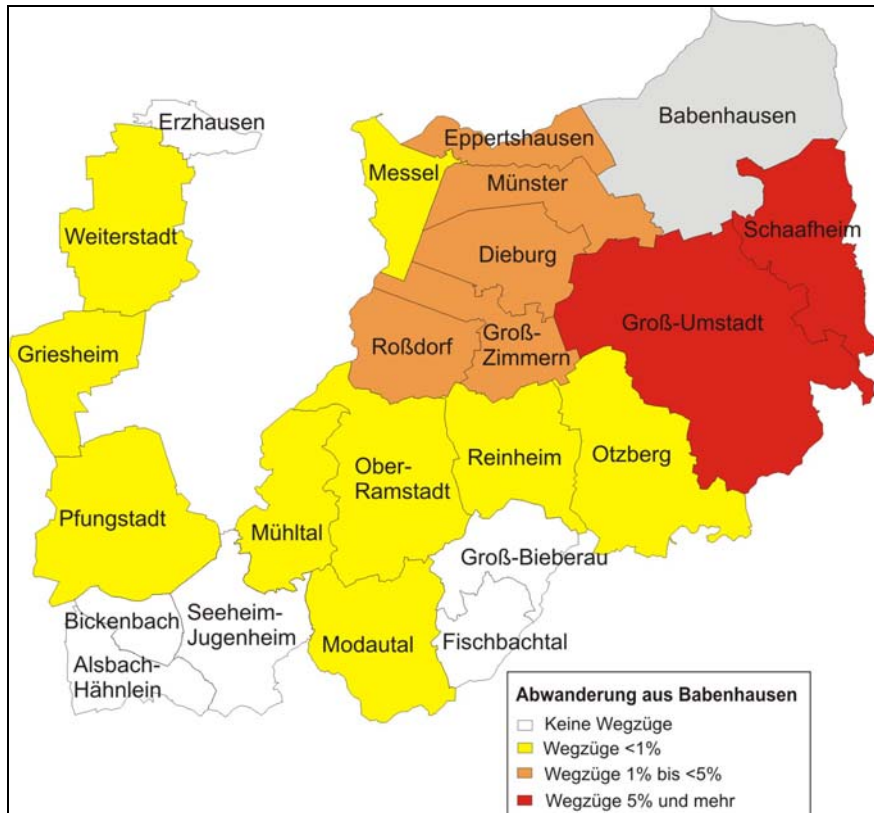 Erzhausen
Babenhausen
Eppertshausen
Messel
Münster
Schaafheim
Weiterstadt
Dieburg
Groß-Umstadt
Griesheim
Roßdorf
Groß-
Zimmern
Ober-
Ramstadt
Reinheim
Otzberg
Pfungstadt
Mühltal
Groß-Bieberau
Bickenbach
Seeheim-
Jugenheim
Modautal
Fischbachtal
Alsbach-
Hähnlein
Abwanderung aus Babenhausen
Keine Wegzüge
Wegzüge <1%
Wegzüge 1% bis <5%
Wegzüge 5% und mehr